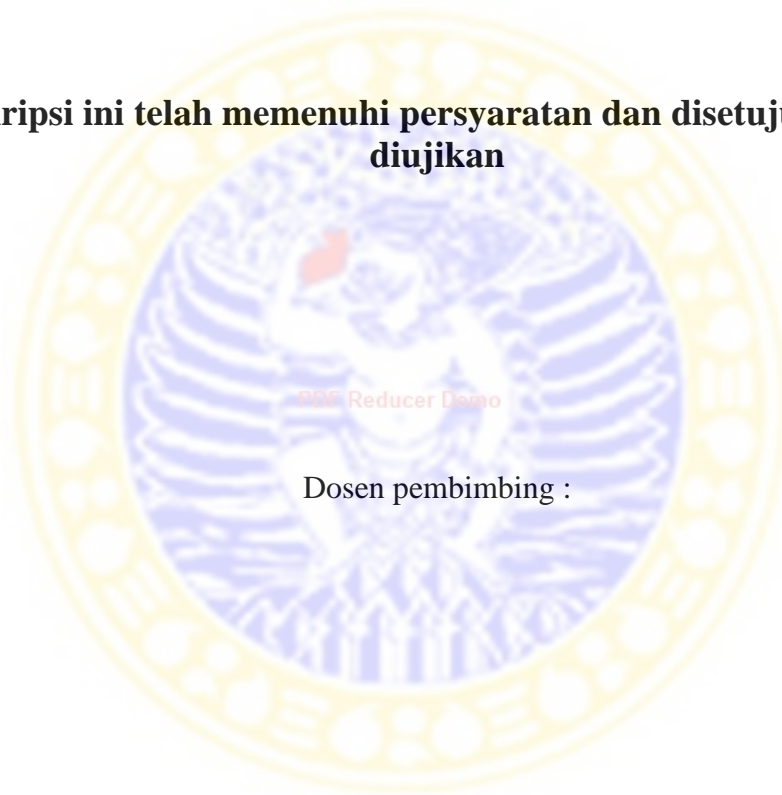 ripsi ini telah memenuhi persyaratan dan disetuju
diujikan
PDF Reducer Demo
Dosen pembimbing :